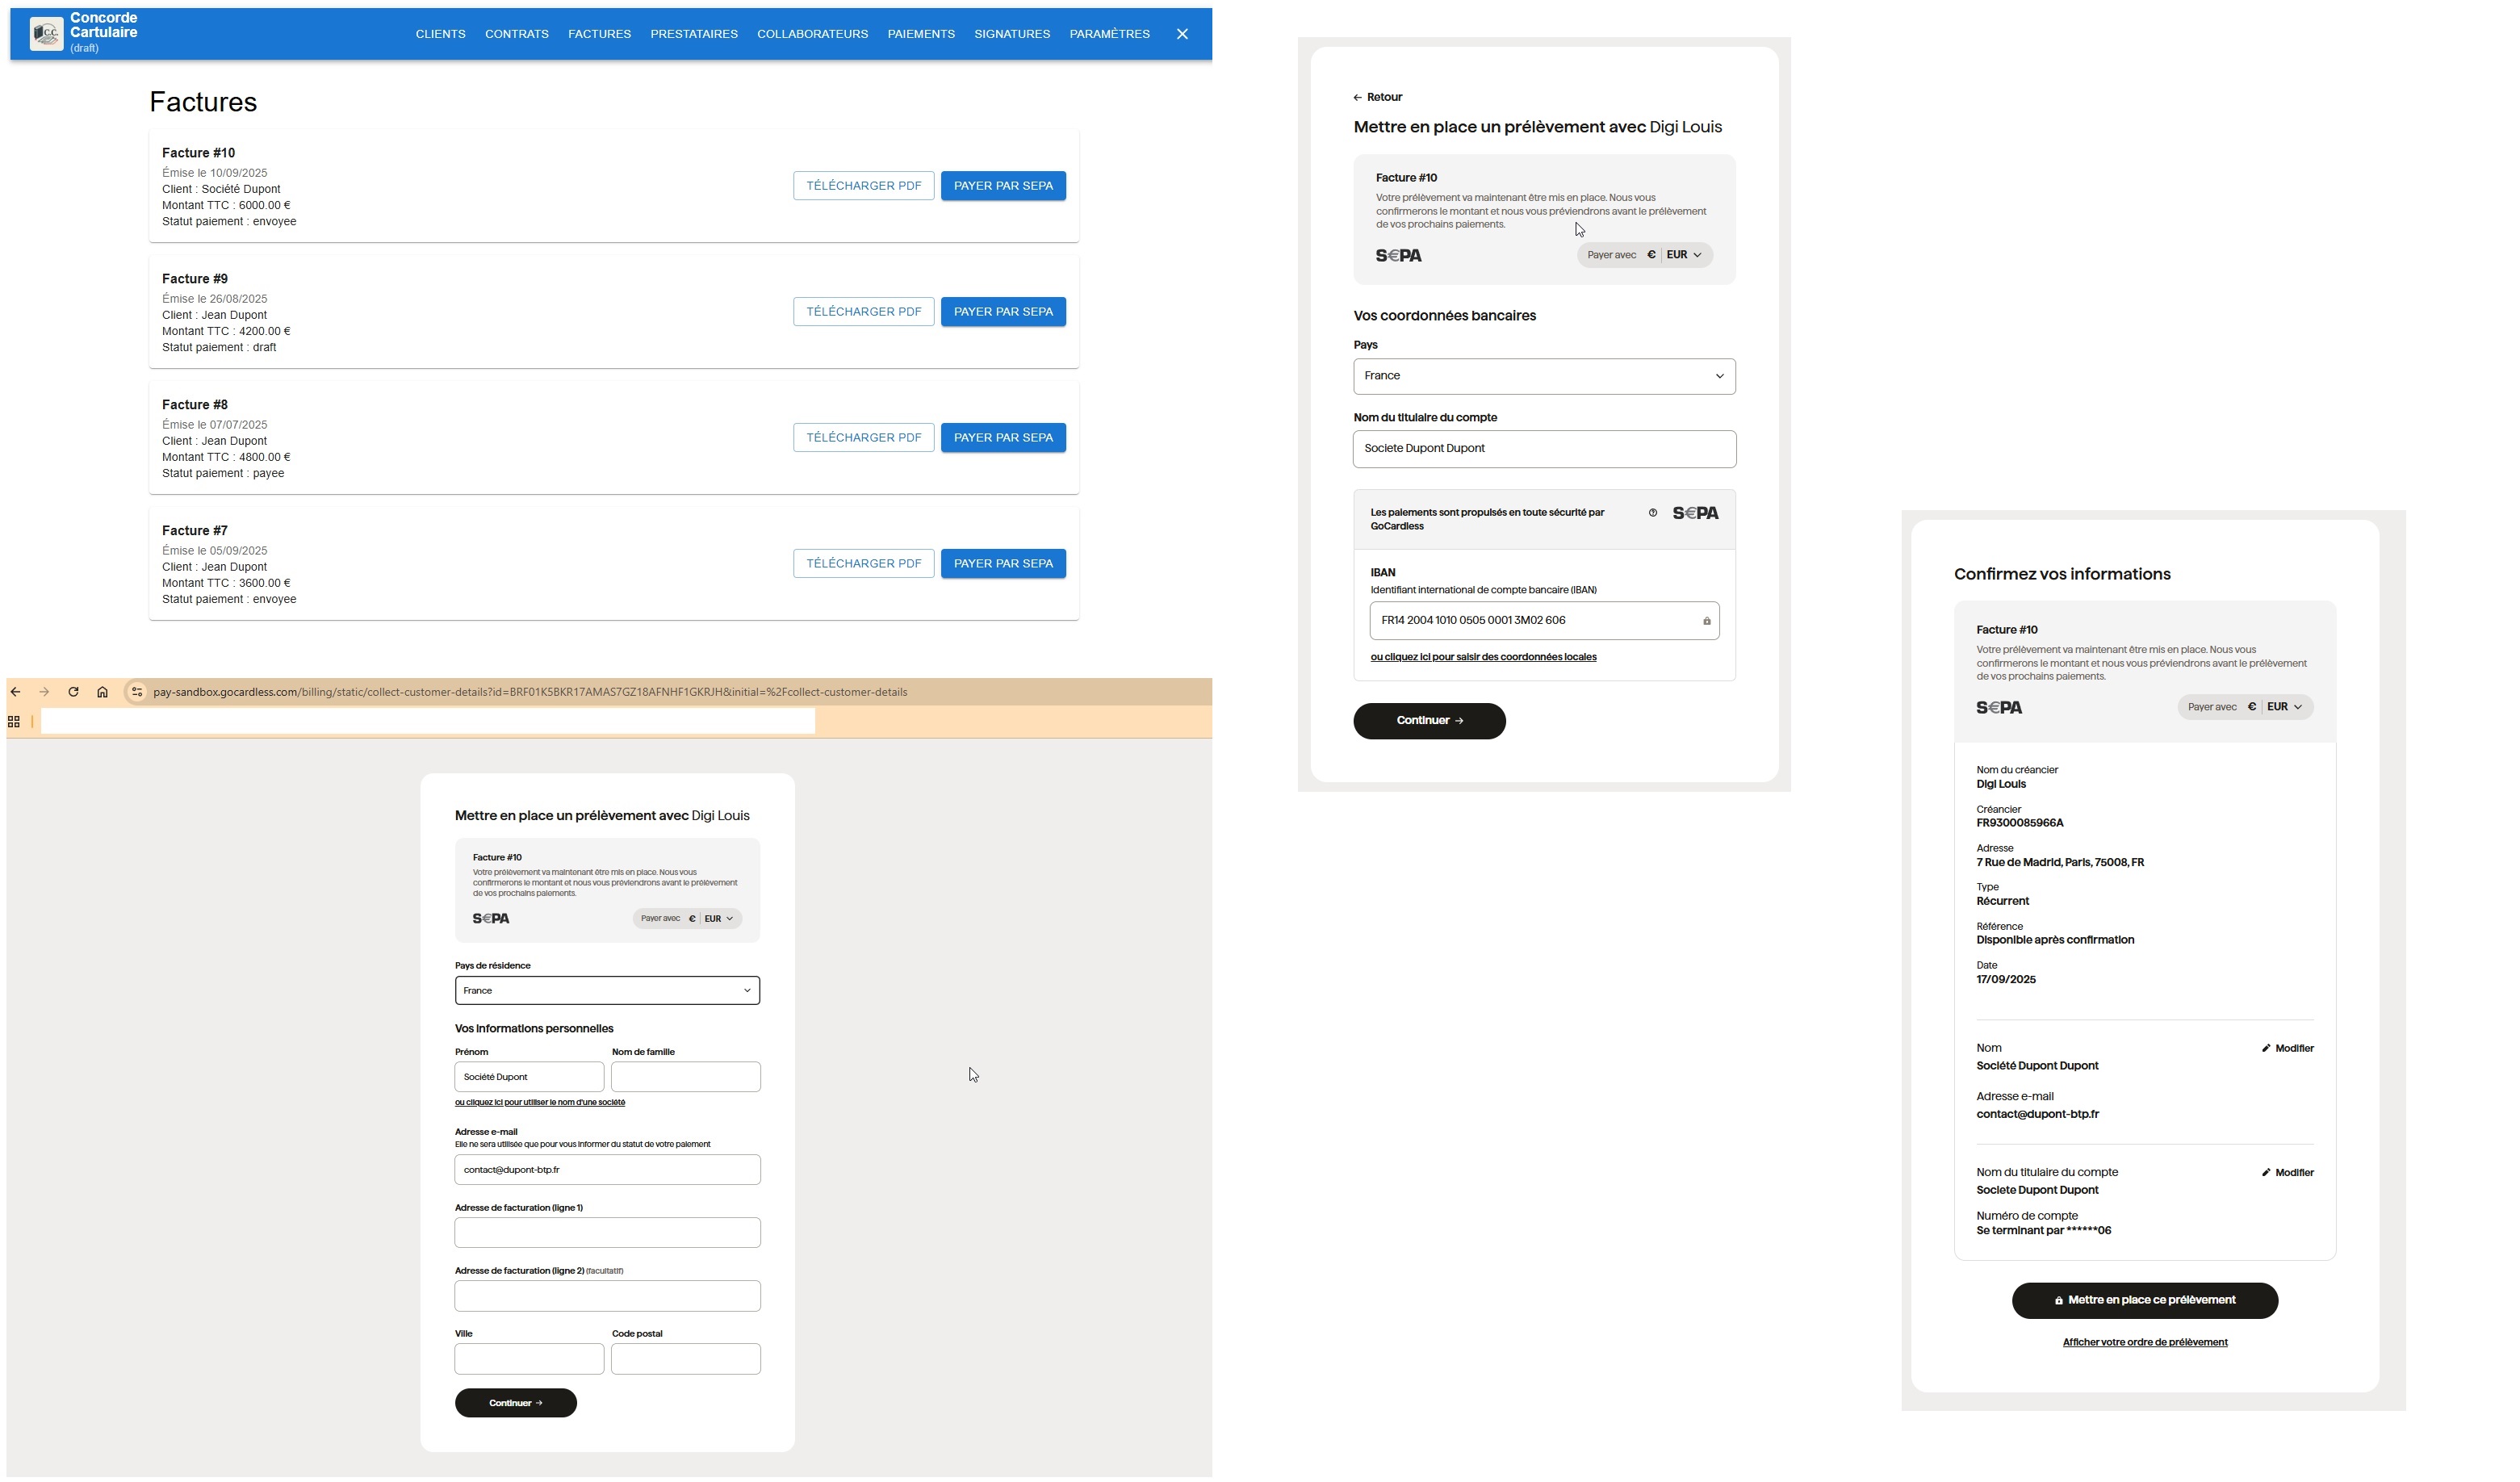 Concorde
Cartulaire
(draft)
CLIENTS CONTRATS FACTURES PRESTATAIRES COLLABORATEURS PAIEMENTS SIGNATURES PARAMÈTRES
Factures
Facture #10
Émise le 10/09/2025
Client : Société Dupont
Montant TTC : 6000.00 €
Statut paiement : envoyee
TÉLÉCHARGER PDF PAYER PAR SEPA
Facture #9
Émise le 26/08/2025
Client : Jean Dupont
Montant TTC : 4200.00 €
Statut paiement : draft
TÉLÉCHARGER PDF PAYER PAR SEPA
Facture #8
Émise le 07/07/2025
Client : Jean Dupont
Montant TTC : 4800.00 €
Statut paiement : payee
TÉLÉCHARGER PDF PAYER PAR SEPA
Facture #7
Émise le 05/09/2025
Client : Jean Dupont
Montant TTC : 3600.00 €
Statut paiement : envoyee
TÉLÉCHARGER PDF PAYER PAR SEPA
pay-sandbox.gocardless.com/billing/static/collect-customer-details?id=BRF01K5BKR17AMAS7GZ18AFNHF1GKRJH&initial=%2Fcollect-customer-details
Mettre en place un prélèvement avec Digi Louis
Facture #10
Votre prélèvement va maintenant être mis en place. Nous vous
confirmerons le montant et nous vous préviendrons avant le prélèvement
de vos prochains paiements.
S€PA
Payer avec € EUR
Pays de résidence
France
Vos informations personnelles
Prénom Nom de famille
Société Dupont
ou cliquez ici pour utiliser le nom d'une société
Adresse e-mail
Elle ne sera utilisée que pour vous informer du statut de votre paiement
contact@dupont-btp.fr
Adresse de facturation (ligne 1)
Adresse de facturation (ligne 2) (facultatif)
Ville Code postal
Continuer →
← Retour
Mettre en place un prélèvement avec Digi Louis
Facture #10
Votre prélèvement va maintenant être mis en place. Nous vous
confirmerons le montant et nous vous préviendrons avant le prélèvement
de vos prochains paiements.
S€PA
Payer avec € EUR
Vos coordonnées bancaires
Pays
France
Nom du titulaire du compte
Societe Dupont Dupont
Les paiements sont propulsés en toute sécurité par
GoCardless
S€PA
IBAN
Identifiant international de compte bancaire (IBAN)
FR14 2004 1010 0505 0001 3M02 606
ou cliquez ici pour saisir des coordonnées locales
Continuer →
Confirmez vos informations
Facture #10
Votre prélèvement va maintenant être mis en place. Nous vous
confirmerons le montant et nous vous préviendrons avant le prélèvement
de vos prochains paiements.
S€PA
Payer avec € EUR
Nom du créancier
Digi Louis
Créancier
FR9300085966A
Adresse
7 Rue de Madrid, Paris, 75008, FR
Type
Récurrent
Référence
Disponible après confirmation
Date
17/09/2025
Nom Modifier
Société Dupont Dupont
Adresse e-mail
contact@dupont-btp.fr
Nom du titulaire du compte Modifier
Societe Dupont Dupont
Numéro de compte
Se terminant par ******06
Mettre en place ce prélèvement
Afficher votre ordre de prélèvement